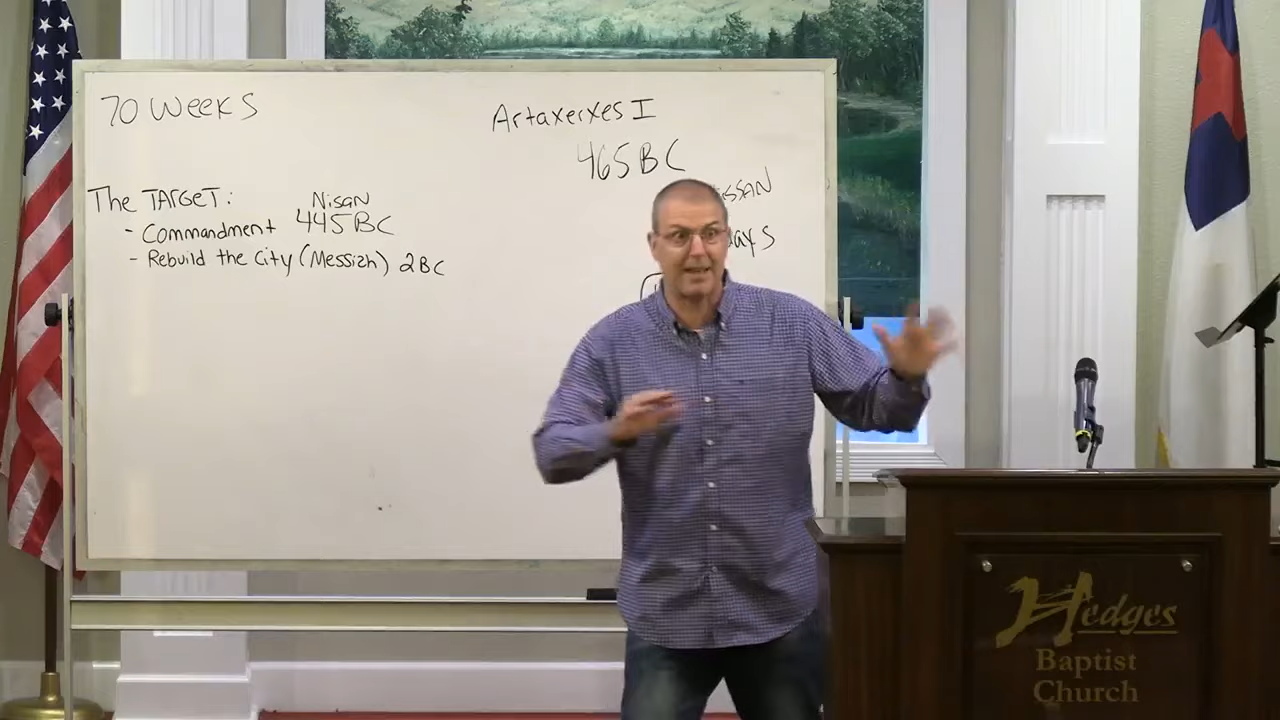 70 Weeks
Artaxerxes I
465 BC
The TARGET:
Nisan
- Commandment 445 BC
- Rebuild the City (Messiah) 2 BC
Hedges
Baptist
Church